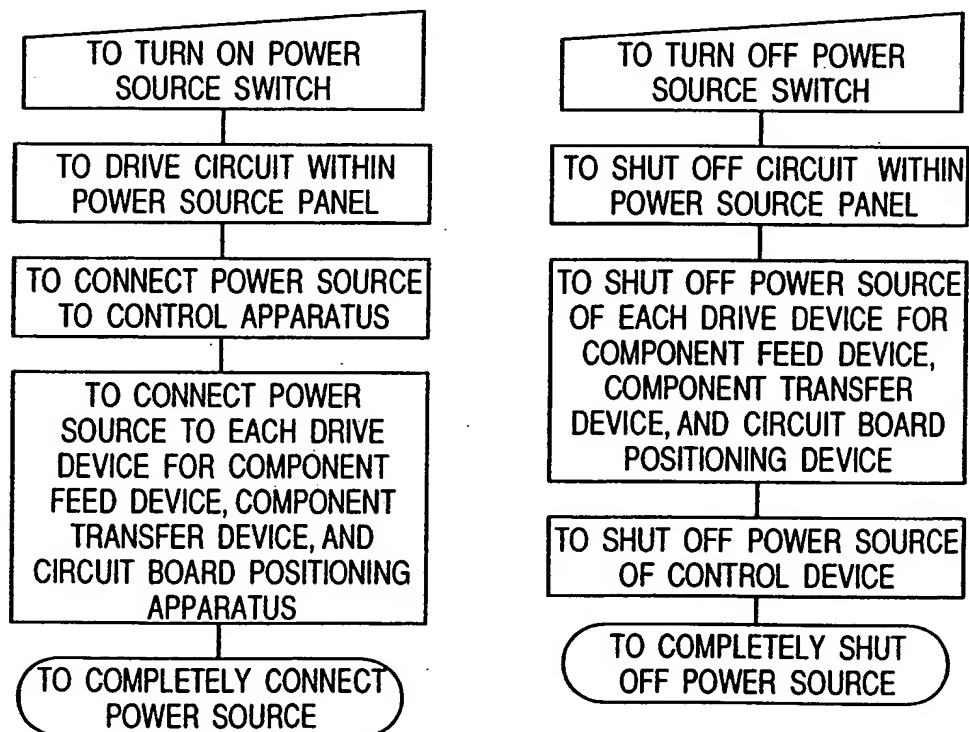 TO TURN ON POWER
SOURCE SWITCH
TO DRIVE CIRCUIT WITHIN
POWER SOURCE PANEL
TO CONNECT POWER SOURCE
TO CONTROL APPARATUS
TO CONNECT POWER
SOURCE TO EACH DRIVE
DEVICE FOR COMPONENT
FEED DEVICE, COMPONENT
TRANSFER DEVICE, AND
CIRCUIT BOARD POSITIONING
APPARATUS
TO COMPLETELY CONNECT
POWER SOURCE
TO TURN OFF POWER
SOURCE SWITCH
TO SHUT OFF CIRCUIT WITHIN
POWER SOURCE PANEL
TO SHUT OFF POWER SOURCE
OF EACH DRIVE DEVICE FOR
COMPONENT FEED DEVICE,
COMPONENT TRANSFER
DEVICE, AND CIRCUIT BOARD
POSITIONING DEVICE
TO SHUT OFF POWER SOURCE
OF CONTROL DEVICE
TO COMPLETELY SHUT
OFF POWER SOURCE